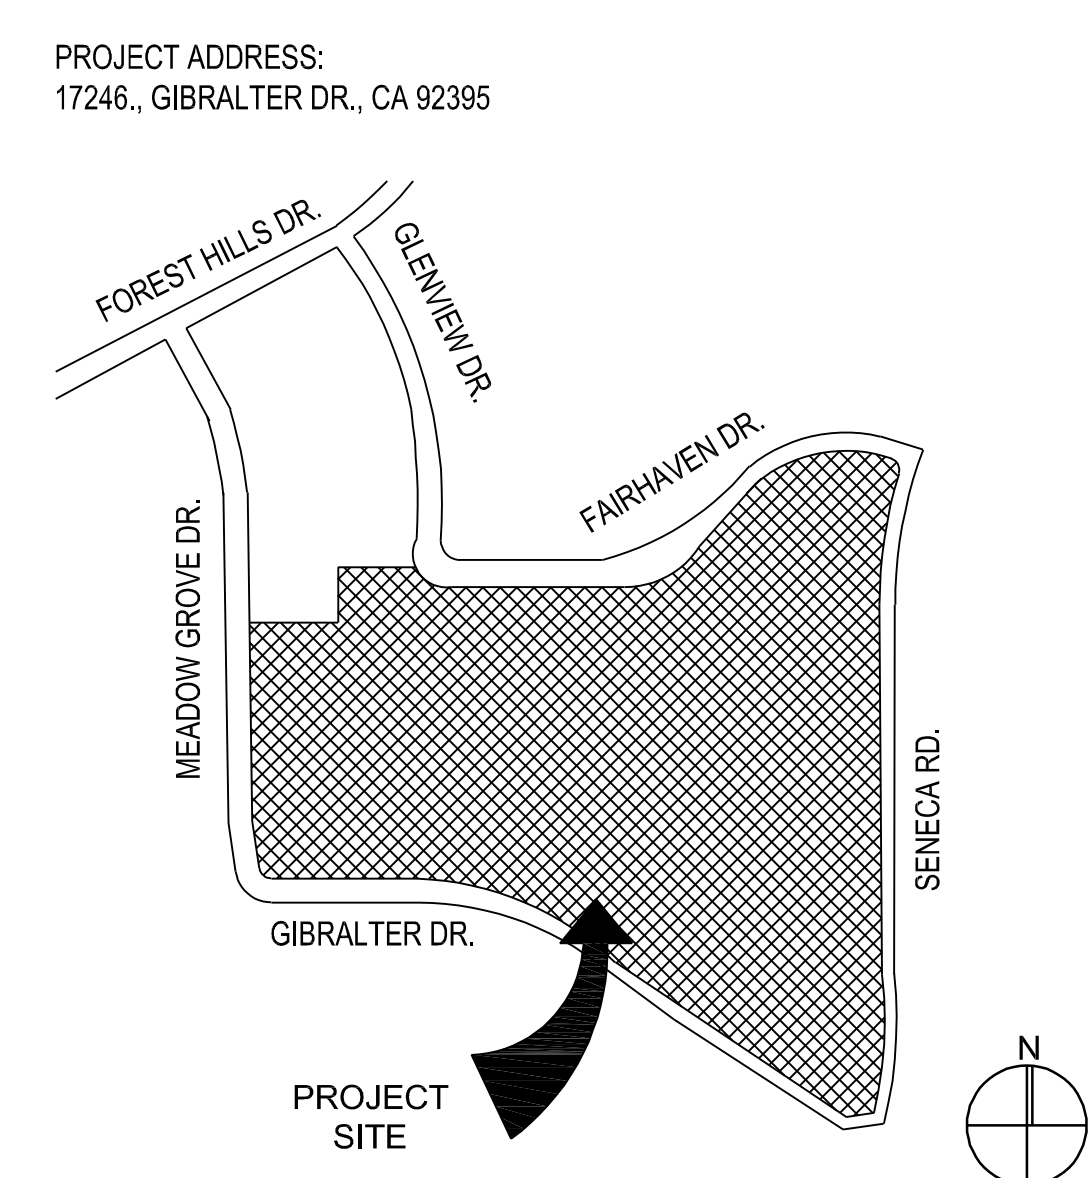 PROJECT ADDRESS:
17246., GIBRALTER DR., CA 92395
FOREST HILLS DR.
GLENVIEW DR.
FAIRHAVEN DR.
MEADOW GROVE DR.
SENECA RD.
GIBRALTER DR.
PROJECT
SITE
N